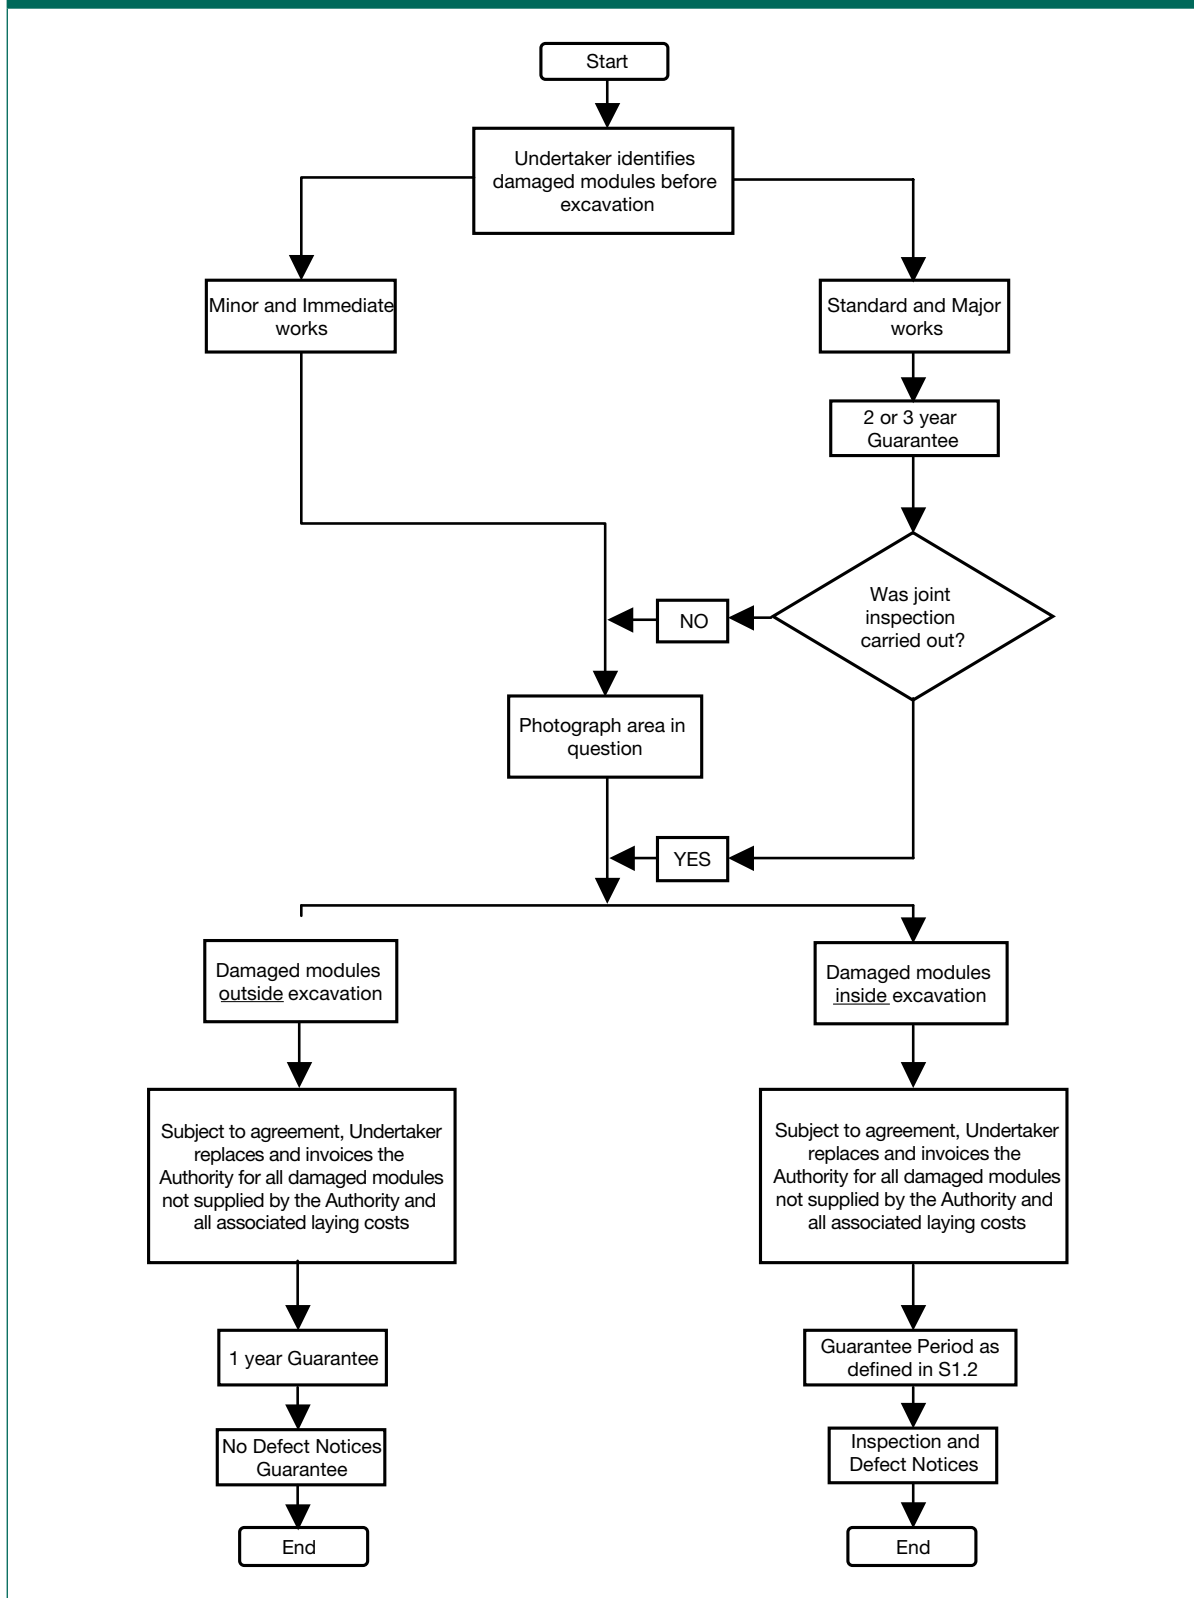 Start
Undertaker identifies
damaged modules before
excavation
Minor and Immediate
works
Standard and Major
works
2 or 3 year
Guarantee
Was joint
inspection
carried out?
NO
Photograph area in
question
YES
Damaged modules
outside excavation
Damaged modules
inside excavation
Subject to agreement, Undertaker
replaces and invoices the
Authority for all damaged modules
not supplied by the Authority and
all associated laying costs
Subject to agreement, Undertaker
replaces and invoices the
Authority for all damaged modules
not supplied by the Authority and
all associated laying costs
1 year Guarantee
Guarantee Period as
defined in S1.2
No Defect Notices
Guarantee
Inspection and
Defect Notices
End
End